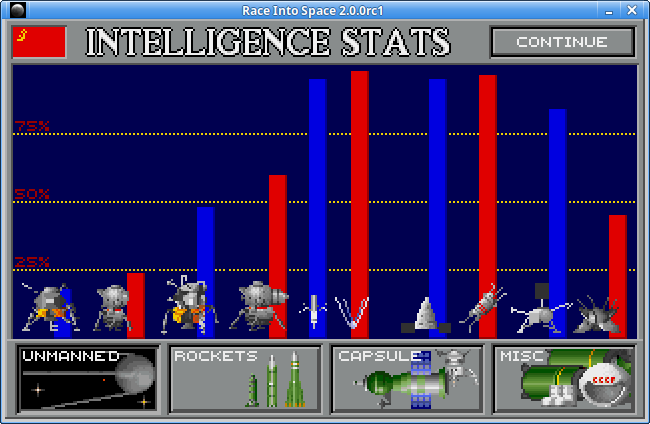 Race Into Space 2.0.0rc1
INTELLIGENCE STATS
CONTINUE
75%
50%
25%
UNMANNED
ROCKETS
CAPSULE
MISC
CCCP